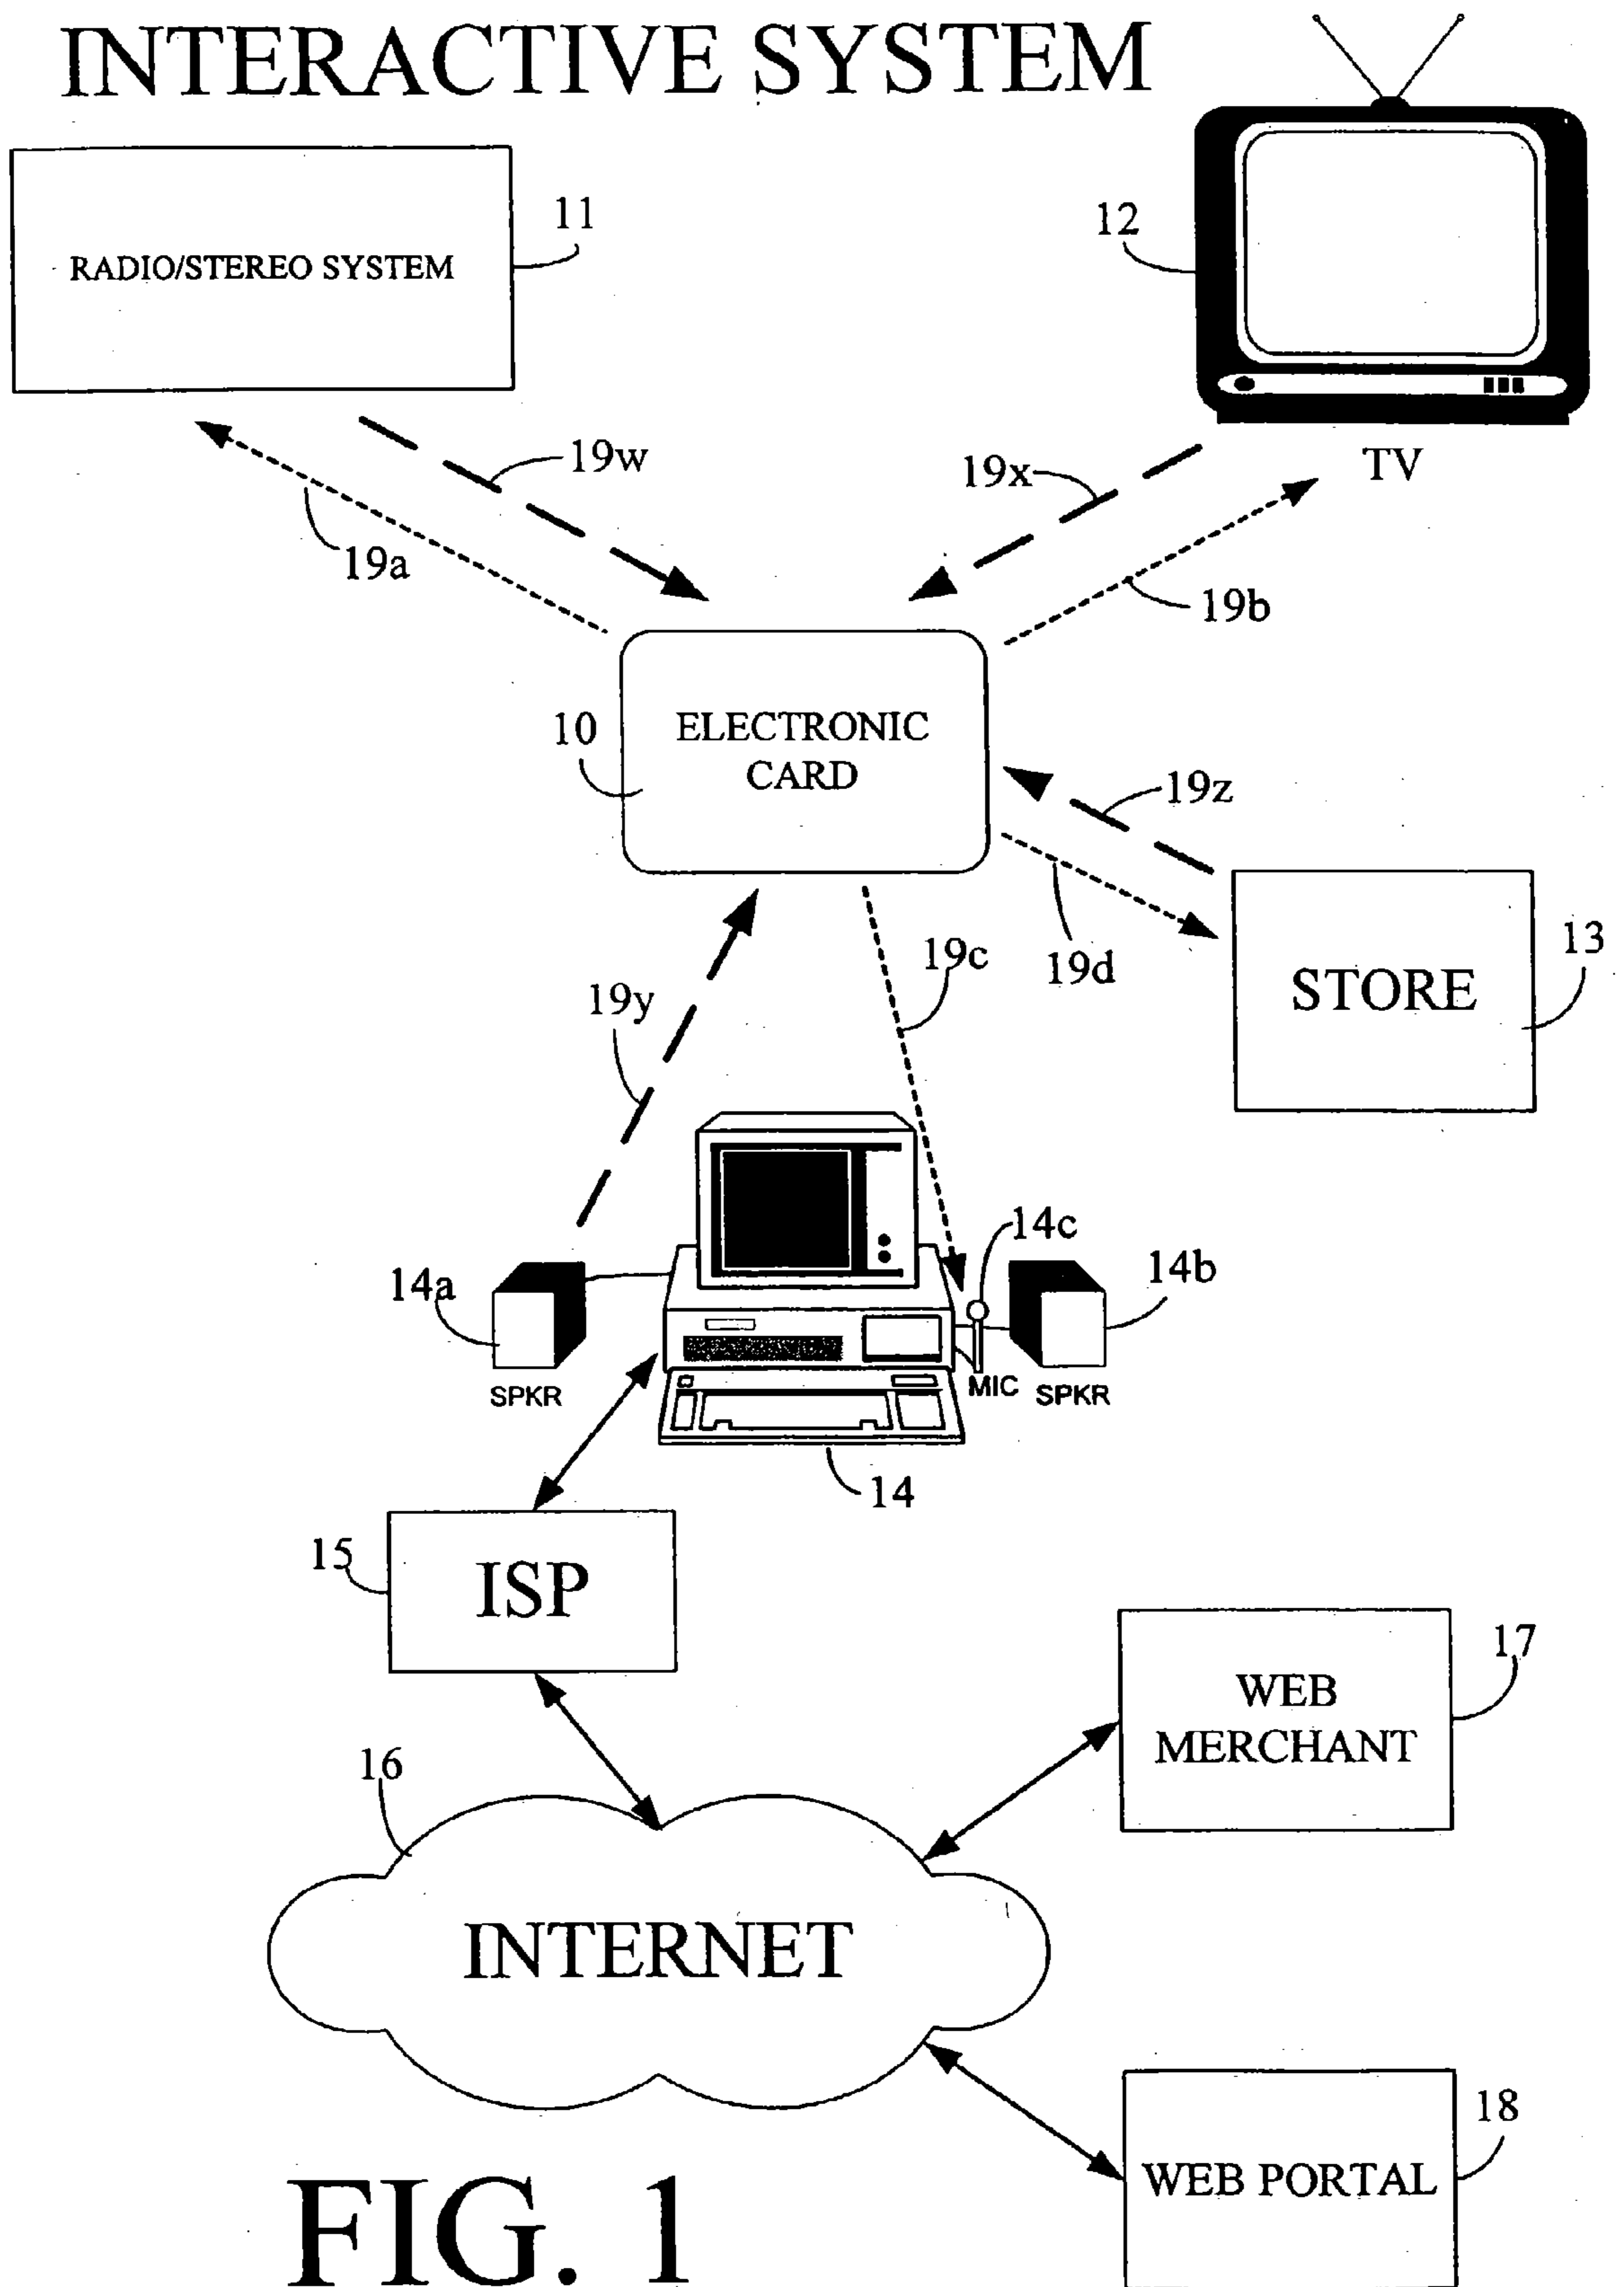 INTERACTIVE SYSTEM
11
RADIO/STEREO SYSTEM
12
TV
19w
19x
19a
19b
10
ELECTRONIC
CARD
19z
19c
19d
13
STORE
19y
14c
14a
14b
SPKR
MIC
SPKR
14
15
ISP
17
WEB
MERCHANT
16
INTERNET
18
WEB PORTAL
FIG. 1